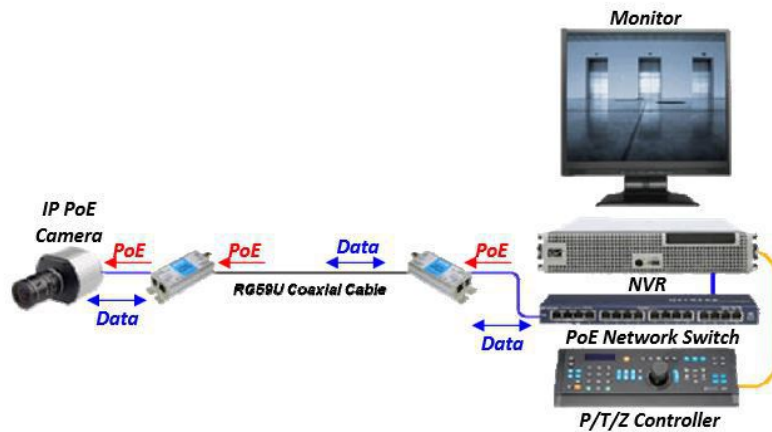 Monitor
IP PoE
Camera
PoE
PoE
Data
PoE
RG59U Coaxial Cable
Data
NVR
Data
PoE Network Switch
P/T/Z Controller